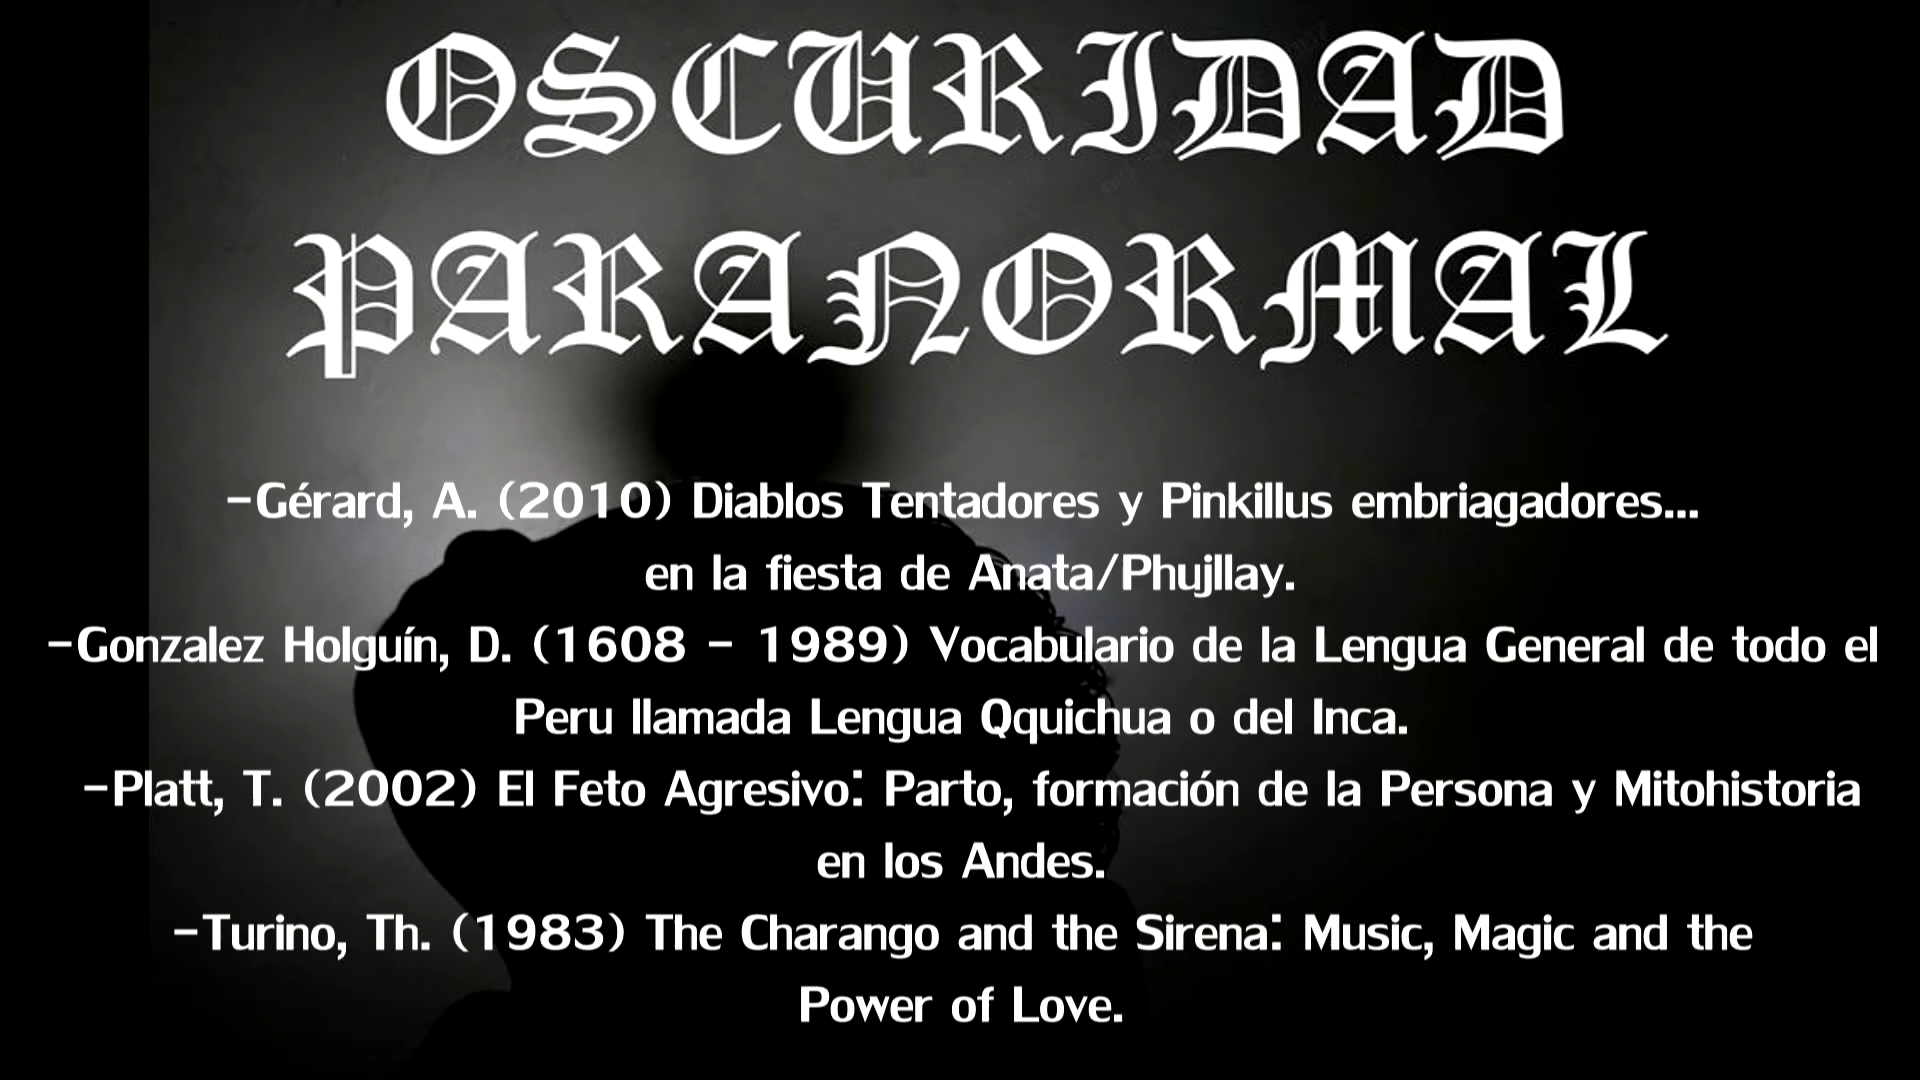 OSCURIDAD
PARANORMAL
-Gérard, A. (2010) Diablos Tentadores y Pinkillus embriagadores...
en la fiesta de Anata/Phujllay.
-Gonzalez Holguín, D. (1608 - 1989) Vocabulario de la Lengua General de todo el
Peru llamada Lengua Qquichua o del Inca.
-Platt, T. (2002) El Feto Agresivo: Parto, formación de la Persona y Mitohistoria
en los Andes.
-Turino, Th. (1983) The Charango and the Sirena: Music, Magic and the
Power of Love.